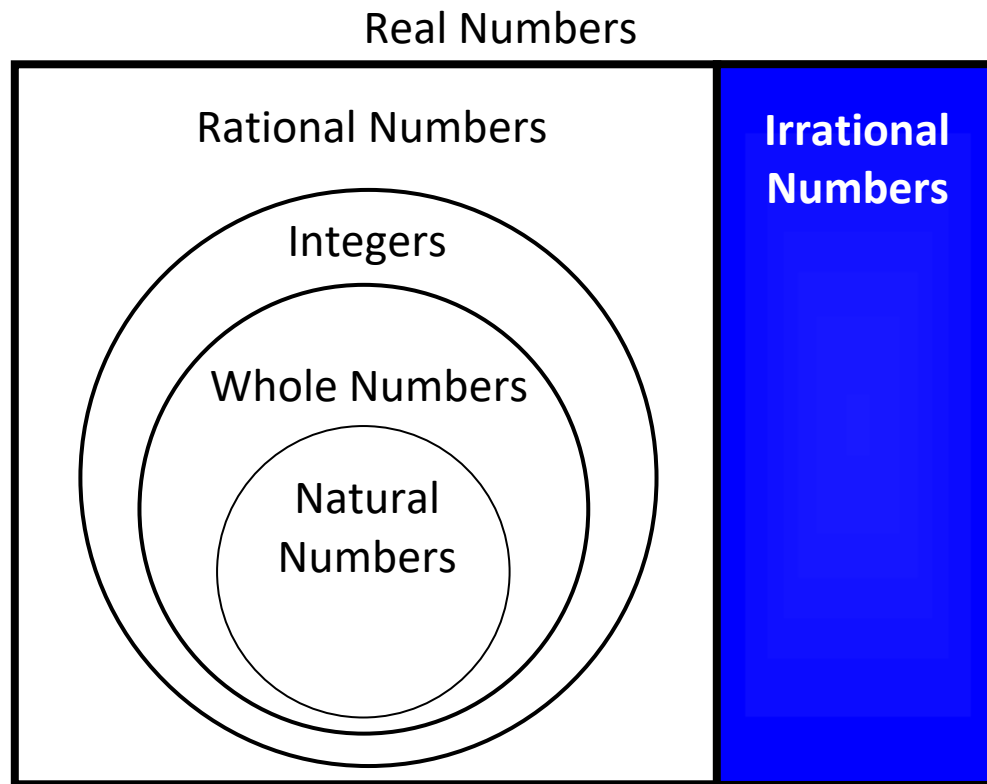 Real Numbers
Rational Numbers
Irrational
Numbers
Integers
Whole Numbers
Natural
Numbers